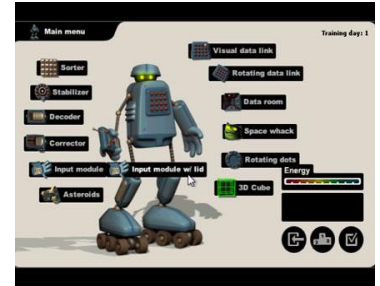 Main menu
Training day: 1
Visual data link
Sorter
Rotating data link
Stabilizer
Data room
Decoder
Space whack
Corrector
Rotating dots
Input module
Input module w/ lid
Energy
Asteroids
3D Cube